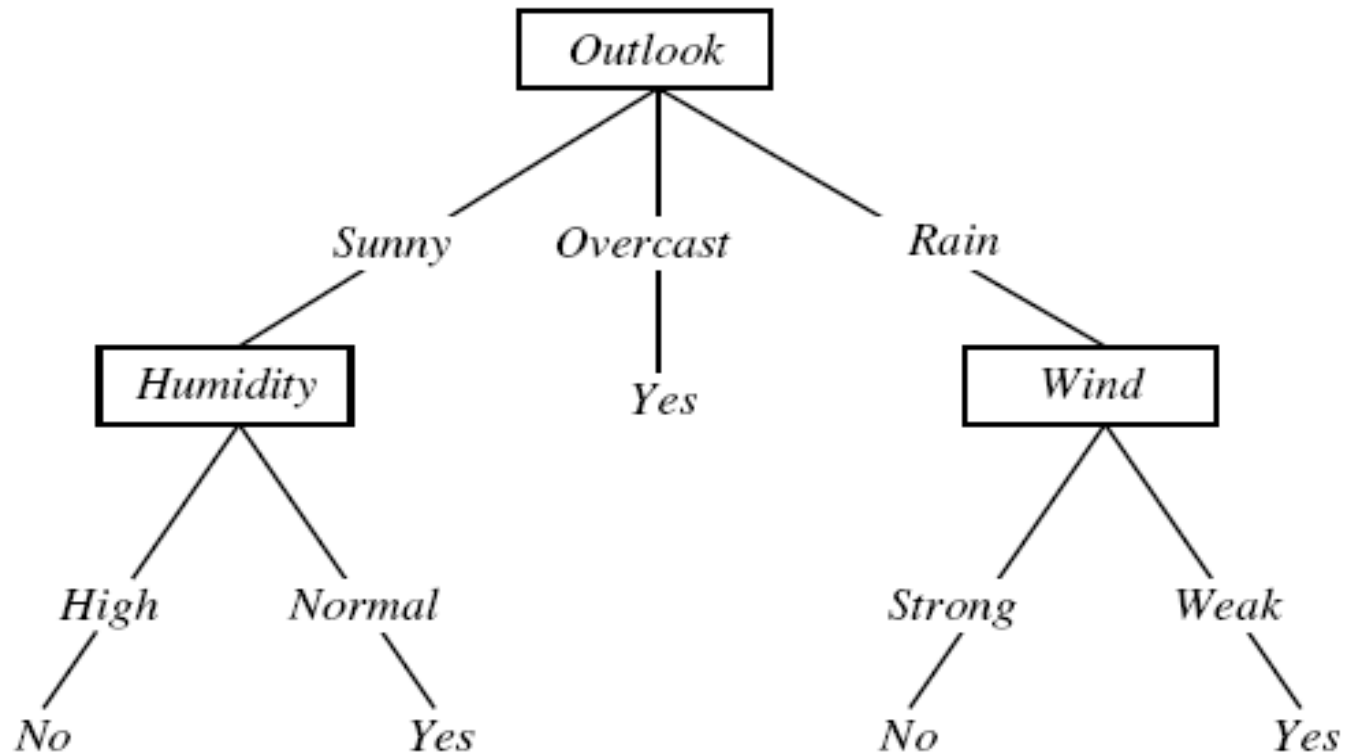 Outlook
Sunny Overcast Rain
Humidity Yes Wind
High Normal Strong Weak
No Yes No Yes